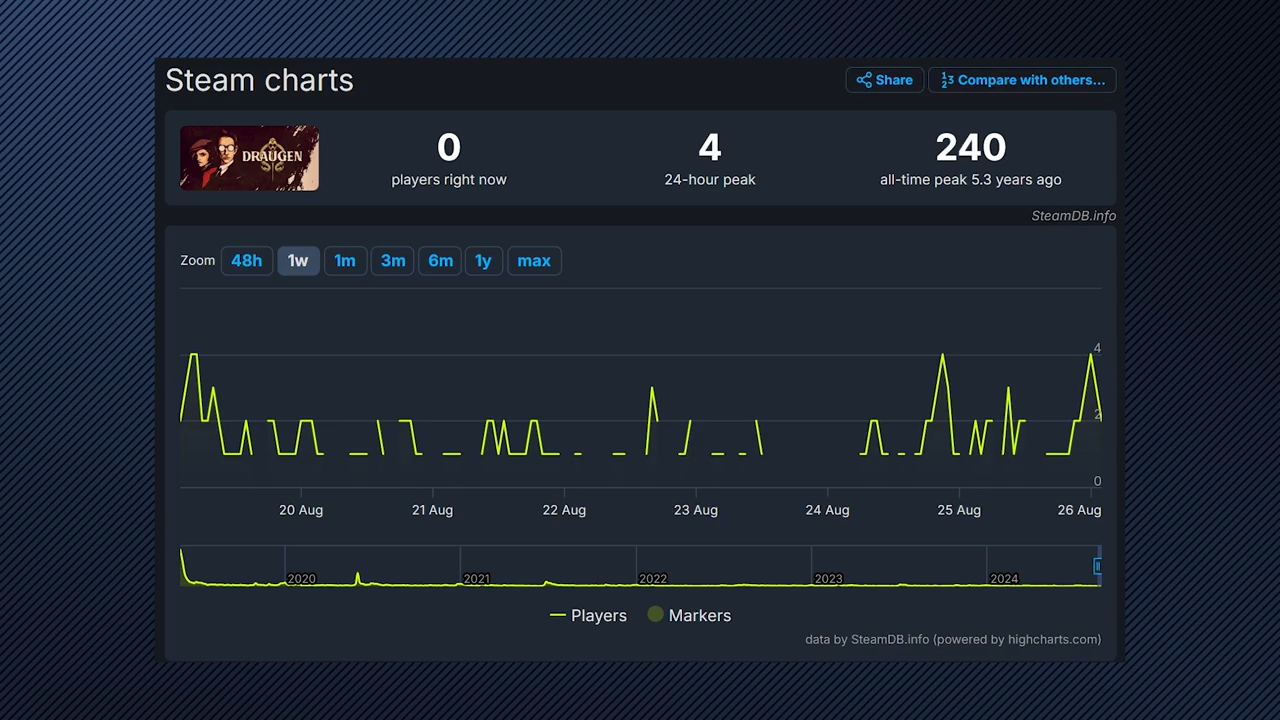 Steam charts
Share
Compare with others...
DRAUGEN
0
players right now
4
24-hour peak
240
all-time peak 5.3 years ago
SteamDB.info
Zoom 48h 1w 1m 3m 6m 1y max
4
2
0
20 Aug 21 Aug 22 Aug 23 Aug 24 Aug 25 Aug 26 Aug
2020 2021 2022 2023 2024
Players Markers
data by SteamDB.info (powered by highcharts.com)